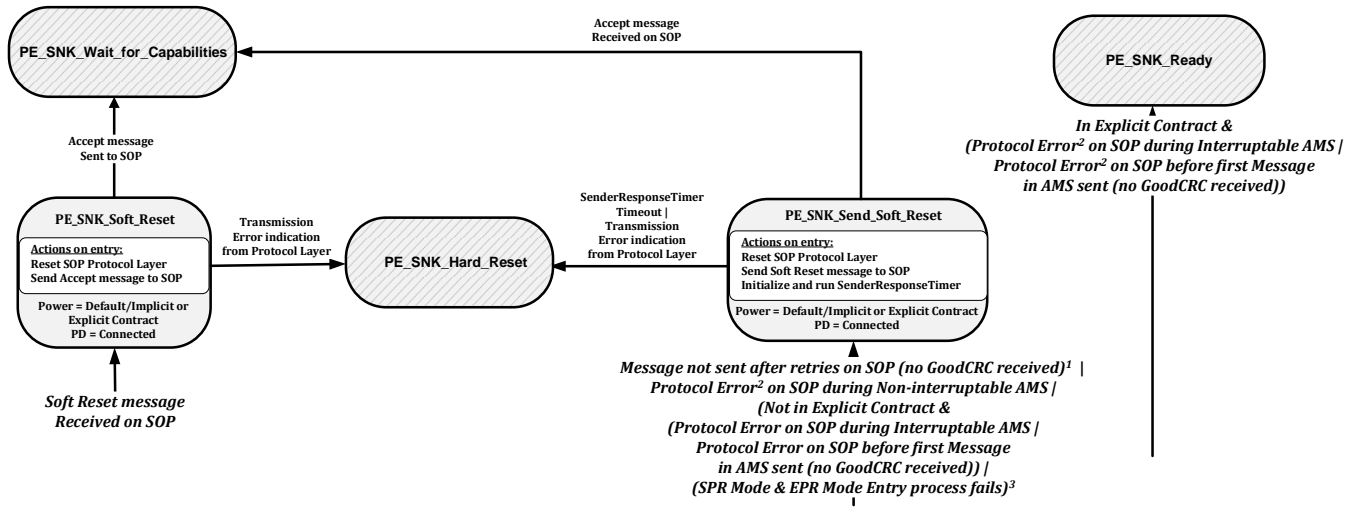 Accept message
Received on SOP
PE_SNK_Wait_for_Capabilities
PE_SNK_Ready
Accept message
Sent to SOP
In Explicit Contract &
(Protocol Error2 on SOP during Interruptable AMS |
Protocol Error2 on SOP before first Message
in AMS sent (no GoodCRC received))
PE_SNK_Soft_Reset
Actions on entry:
Reset SOP Protocol Layer
Send Accept message to SOP
Power = Default/Implicit or
Explicit Contract
PD = Connected
Transmission
Error indication
from Protocol Layer
PE_SNK_Hard_Reset
SenderResponseTimer
Timeout |
Transmission
Error indication
from Protocol Layer
PE_SNK_Send_Soft_Reset
Actions on entry:
Reset SOP Protocol Layer
Send Soft Reset message to SOP
Initialize and run SenderResponseTimer
Power = Default/Implicit or Explicit Contract
PD = Connected
Soft Reset message
Received on SOP
Message not sent after retries on SOP (no GoodCRC received)1 |
Protocol Error2 on SOP during Non-interruptable AMS |
(Not in Explicit Contract &
(Protocol Error on SOP during Interruptable AMS |
Protocol Error on SOP before first Message
in AMS sent (no GoodCRC received)) |
(SPR Mode & EPR Mode Entry process fails)3